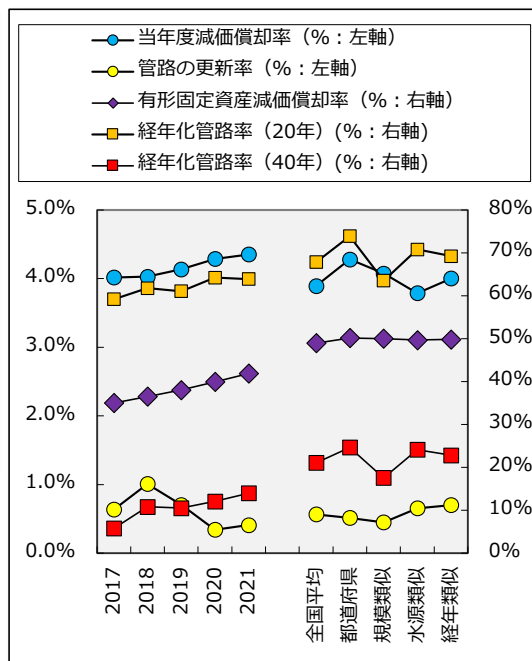 当年度減価償却率（%：左軸）
管路の更新率（%：左軸）
有形固定資産減価償却率（%：右軸）
経年化管路率（20年）(%：右軸)
経年化管路率（40年）(%：右軸)
5.0%
4.0%
3.0%
2.0%
1.0%
0.0%
80%
70%
60%
50%
40%
30%
20%
10%
0%
2017
2018
2019
2020
2021
全国平均
都道府県
規模類似
水源類似
経年類似